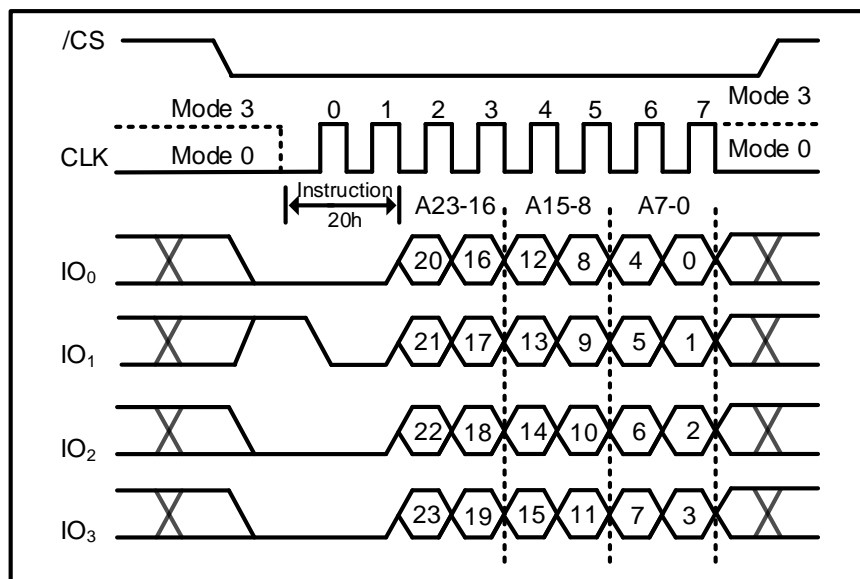 /CS
Mode 3 0 1 2 3 4 5 6 7 Mode 3
CLK Mode 0 Mode 0
Instruction
20h
A23-16 A15-8 A7-0
IO₀ 20 16 12 8 4 0
IO₁ 21 17 13 9 5 1
IO₂ 22 18 14 10 6 2
IO₃ 23 19 15 11 7 3